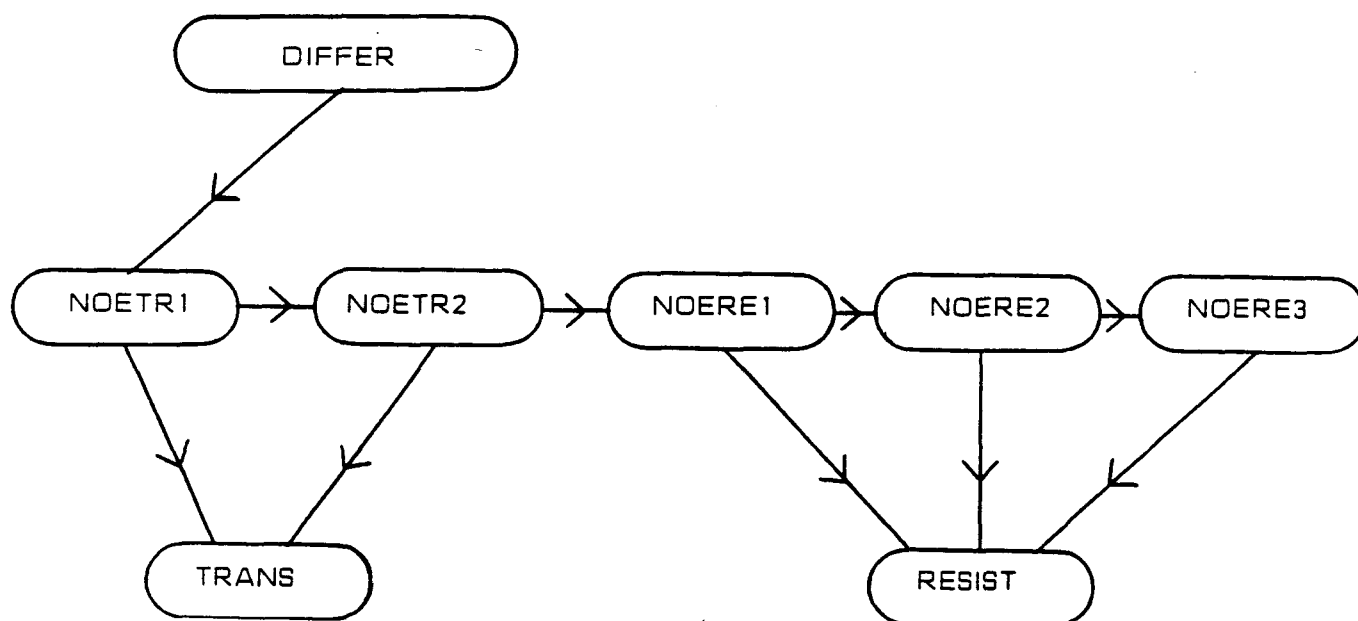 DIFFER
NOETR1
NOETR2
NOERE1
NOERE2
NOERE3
TRANS
RESIST